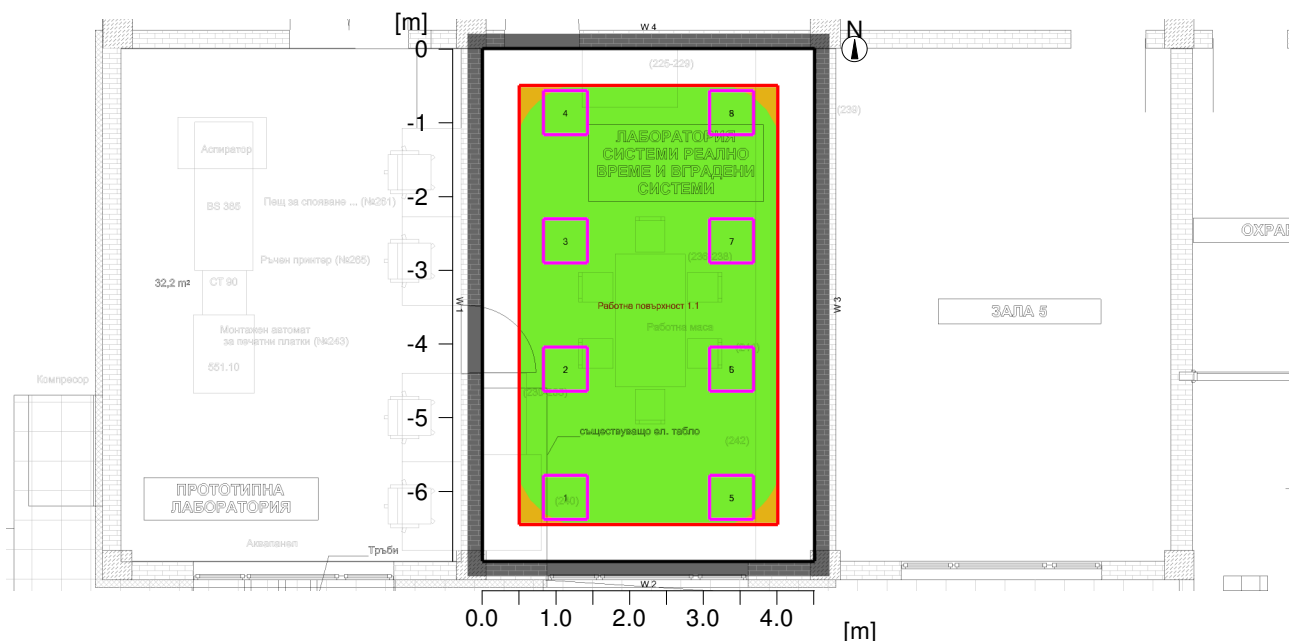 [m]
W 4
N
0
(225-229)
4
8
-1
(239)
ЛАБОРАТОРИЯ
СИСТЕМИ РЕАЛНО
ВРЕМЕ И ВГРАДЕНИ
СИСТЕМИ
Аспиратор
BS 385
Пещ за спояване ... (№261)
-2
3
7
ОХРАН
Ръчен принтер (№255)
-3
32,2 m²
CT 90
W 1
Работна повърхност 1.1
W 3
ЗАЛА 5
Монтажен автомат
за печатни платки (№243)
Работна маса
-4
551.10
2
6
Компресор
-5
съществуващо ел. табло
(242)
ПРОТОТИПНА
ЛАБОРАТОРИЯ
-6
1
(240)
5
Аквапанел
Тръби
W 2
0.0
1.0
2.0
3.0
4.0
[m]